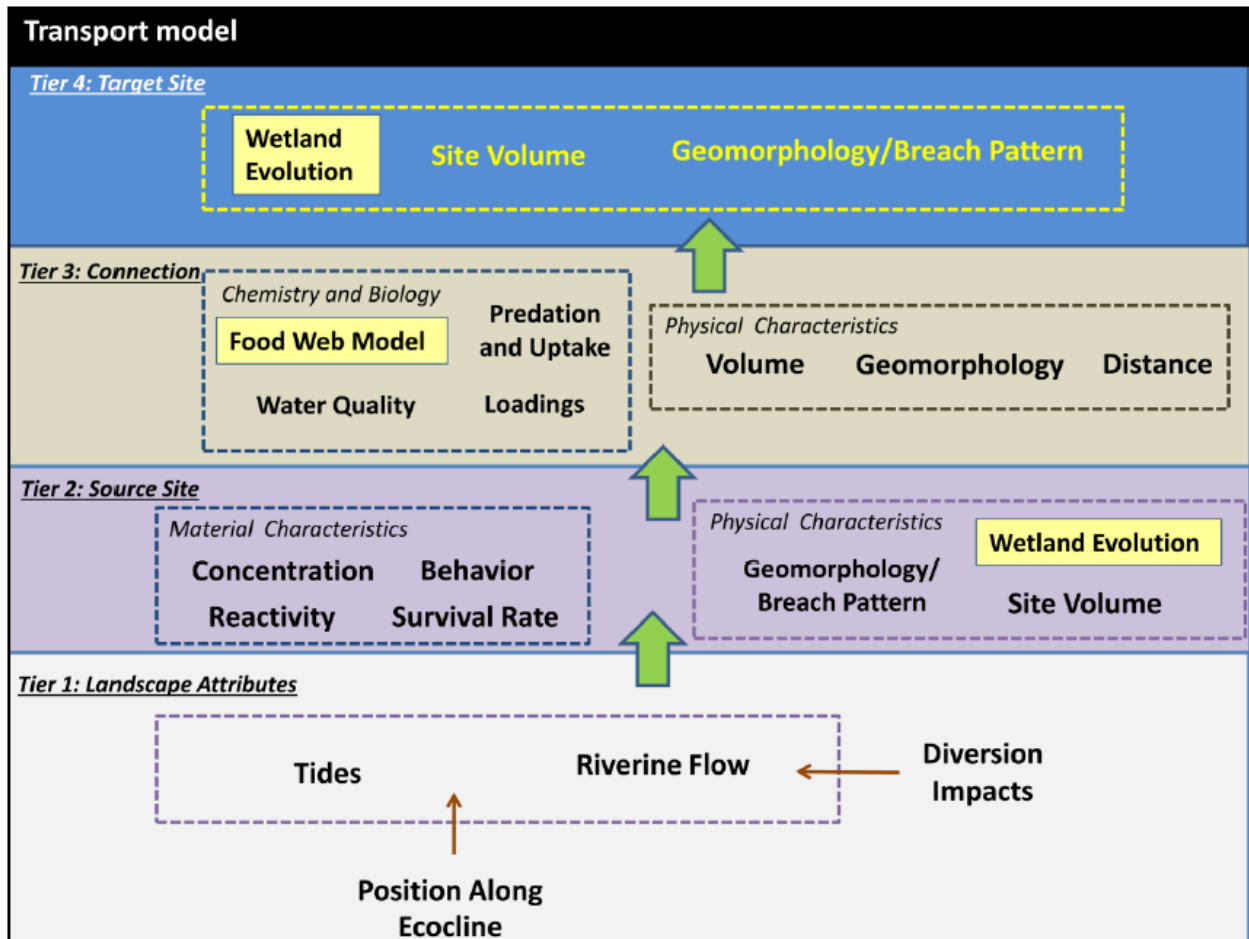 Transport model
Tier 4: Target Site
Wetland
Evolution
Site Volume
Geomorphology/Breach Pattern
Tier 3: Connection
Chemistry and Biology
Food Web Model
Predation
and Uptake
Water Quality
Loadings
Physical Characteristics
Volume
Geomorphology
Distance
Tier 2: Source Site
Material Characteristics
Concentration
Behavior
Reactivity
Survival Rate
Physical Characteristics
Geomorphology/
Breach Pattern
Wetland Evolution
Site Volume
Tier 1: Landscape Attributes
Tides
Riverine Flow
Diversion
Impacts
Position Along
Ecocline